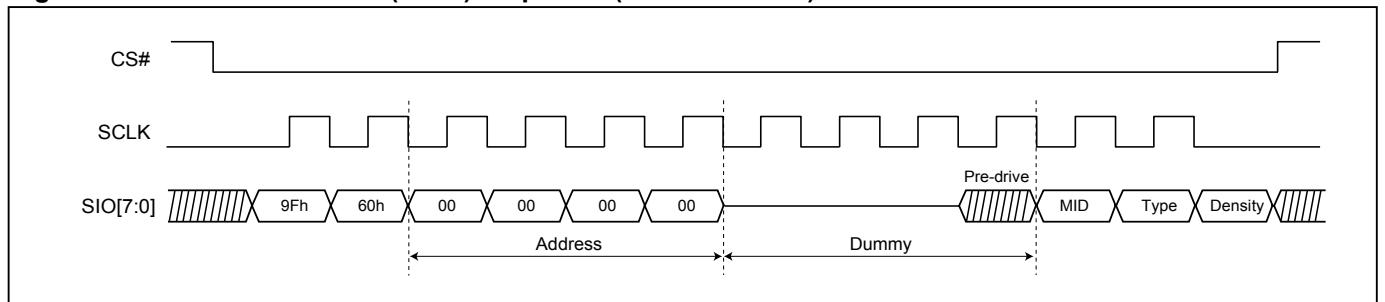 CS#
SCLK
Pre-drive
SIO[7:0] 9Fh 60h 00 00 00 00 MID Type Density
Address Dummy